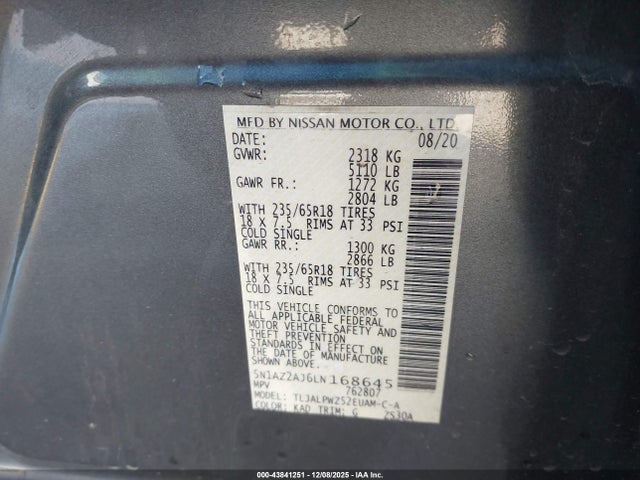 MFD BY NISSAN MOTOR CO., LTD.
DATE: 08/20
GVWR: 2318 KG
5110 LB
GAWR FR.: 1272 KG
2804 LB
WITH 235/65R18 TIRES
18 X 7.5 RIMS AT 33 PSI
COLD SINGLE
GAWR RR.: 1300 KG
2866 LB
WITH 235/65R18 TIRES
18 X 7.5 RIMS AT 33 PSI
COLD SINGLE
THIS VEHICLE CONFORMS TO
ALL APPLICABLE FEDERAL
MOTOR VEHICLE SAFETY AND
THEFT PREVENTION
STANDARDS IN EFFECT ON
THE DATE OF MANUFACTURE
SHOWN ABOVE.
5N1AZ2AJ6LN168645
MPV 762807
MODEL: TLJALPWZ52EUAM-C-A
COLOR: KAD TRIM: G 2S30A
000-43841251 - 12/08/2025 - IAA Inc.